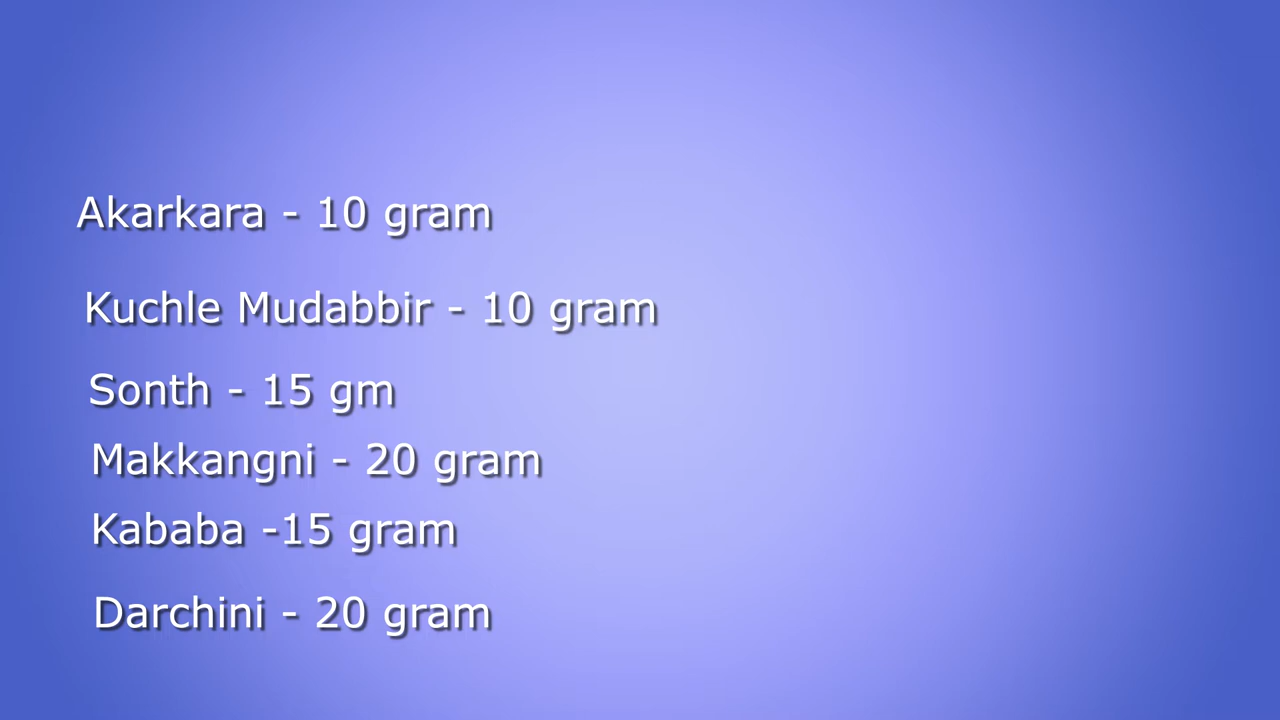 Akarkara - 10 gram
Kuchle Mudabbir - 10 gram
Sonth - 15 gm
Makkangni - 20 gram
Kababa -15 gram
Darchini - 20 gram